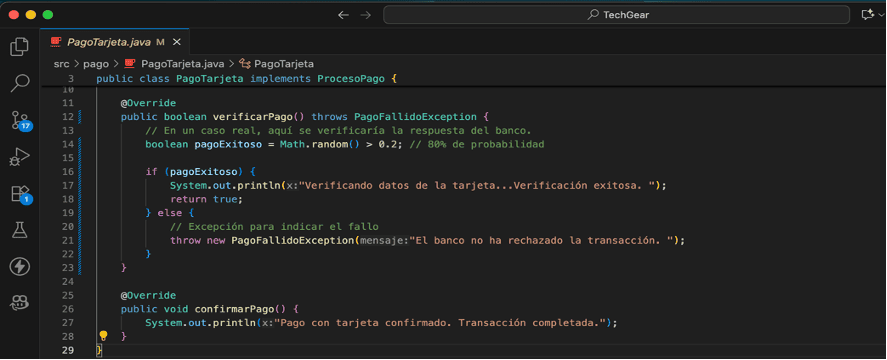 TechGear
PagoTarjeta.java M
src > pago > PagoTarjeta.java > PagoTarjeta
3 public class PagoTarjeta implements ProcesoPago {
10
11 @Override
12 public boolean verificarPago() throws PagoFallidoException {
13 // En un caso real, aquí se verificaría la respuesta del banco.
14 boolean pagoExitoso = Math.random() > 0.2; // 80% de probabilidad
15
16 if (pagoExitoso) {
17 System.out.println(x:"Verificando datos de la tarjeta...Verificación exitosa. ");
18 return true;
19 } else {
20 // Excepción para indicar el fallo
21 throw new PagoFallidoException(mensaje:"El banco no ha rechazado la transacción. ");
22 }
23 }
24
25 @Override
26 public void confirmarPago() {
27 System.out.println(x:"Pago con tarjeta confirmado. Transacción completada.");
28 }
29 }
17
1